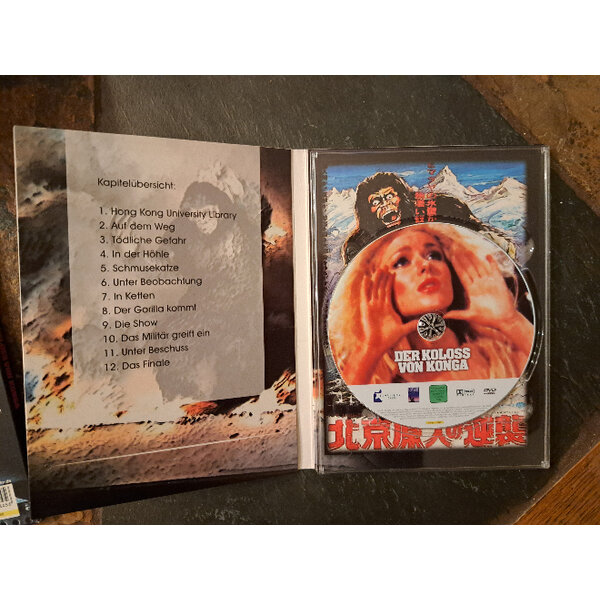 Kapitelübersicht:
1. Hong Kong University Library
2. Auf dem Weg
3. Tödliche Gefahr
4. In der Höhle
5. Schmusekatze
6. Unter Beobachtung
7. In Ketten
8. Der Gorilla kommt
9. Die Show
10. Das Militär greift ein
11. Unter Beschuss
12. Das Finale
DER KOLOSS
VON KONGA
DVD
北京原人の逆襲